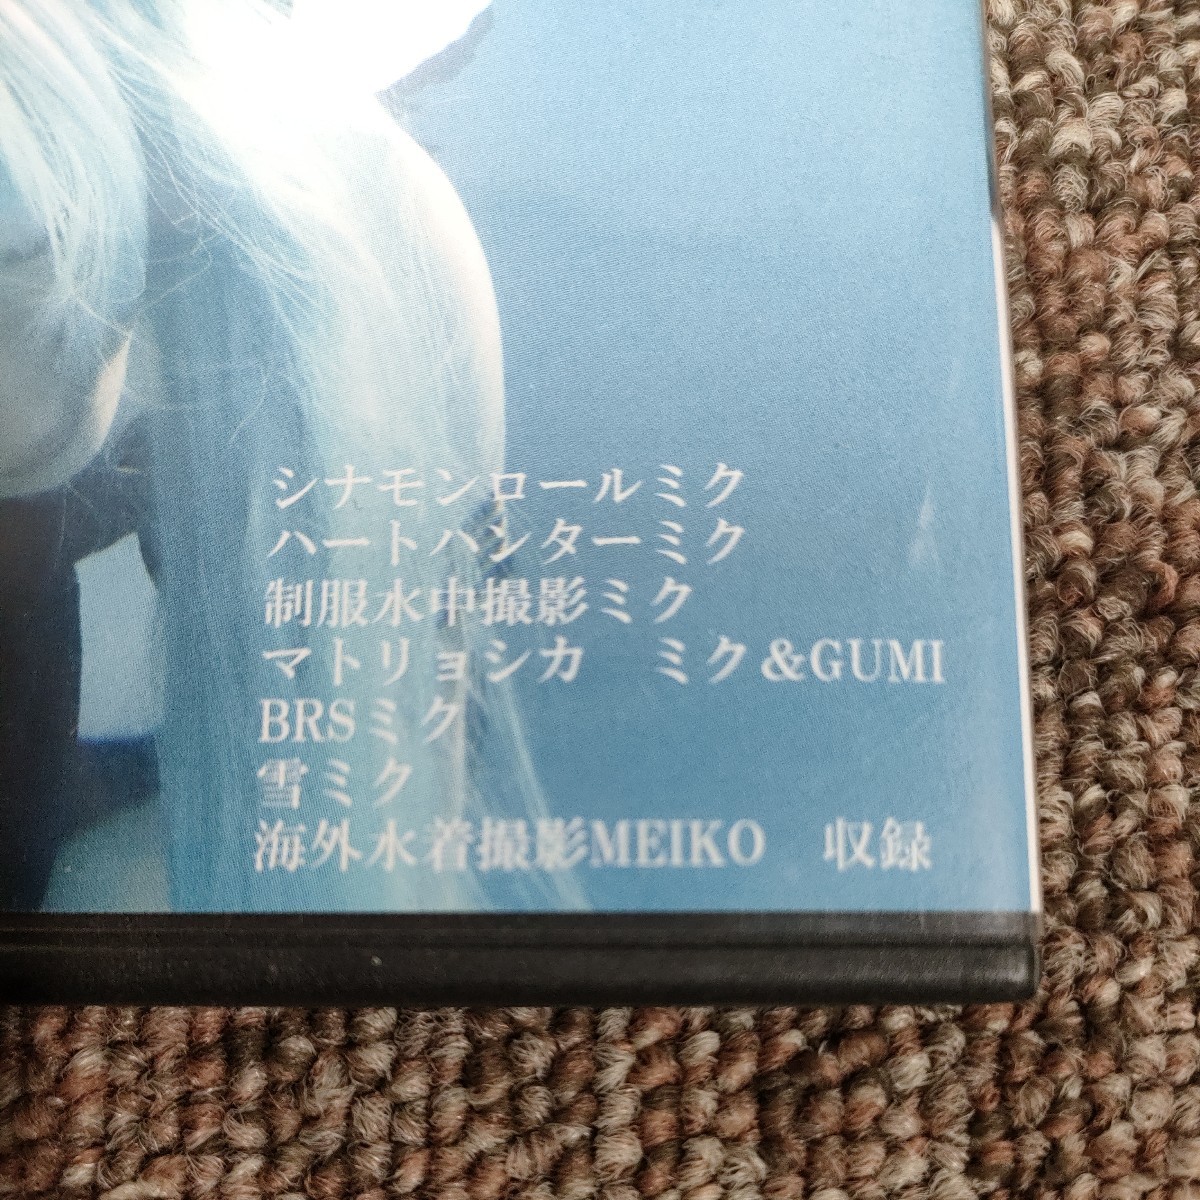 シナモンロールミク
ハートハンターミク
制服水中撮影ミク
マトリョシカ　ミク&GUMI
BRSミク
雪ミク
海外水着撮影MEIKO　収録